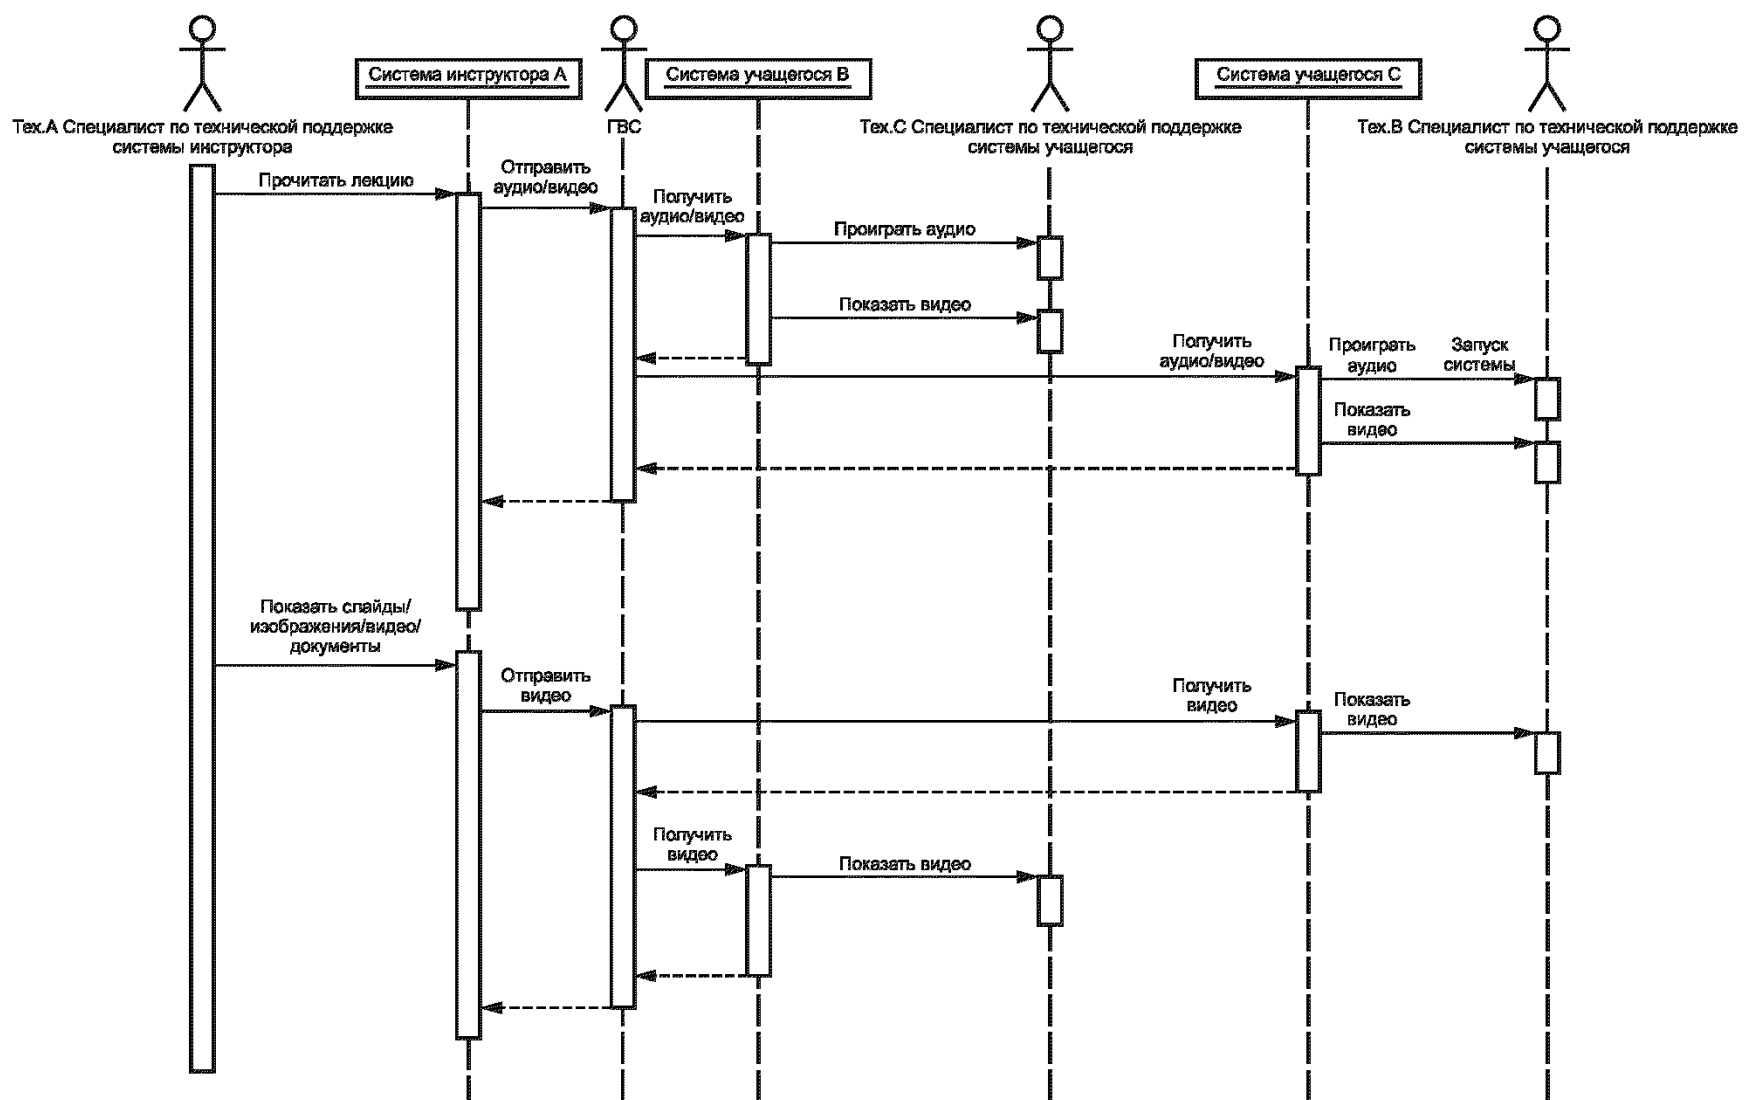 Система инструктора A
Система учащегося B
Система учащегося C
Тех.A Специалист по технической поддержке
системы инструктора
ГВС
Тех.C Специалист по технической поддержке
системы учащегося
Тех.B Специалист по технической поддержке
системы учащегося
Прочитать лекцию
Отправить
аудио/видео
Получить
аудио/видео
Проиграть аудио
Показать видео
Получить
аудио/видео
Проиграть
аудио
Запуск
системы
Показать
видео
Показать слайды/
изображения/видео/
документы
Отправить
видео
Получить
видео
Показать
видео
Получить
видео
Показать видео